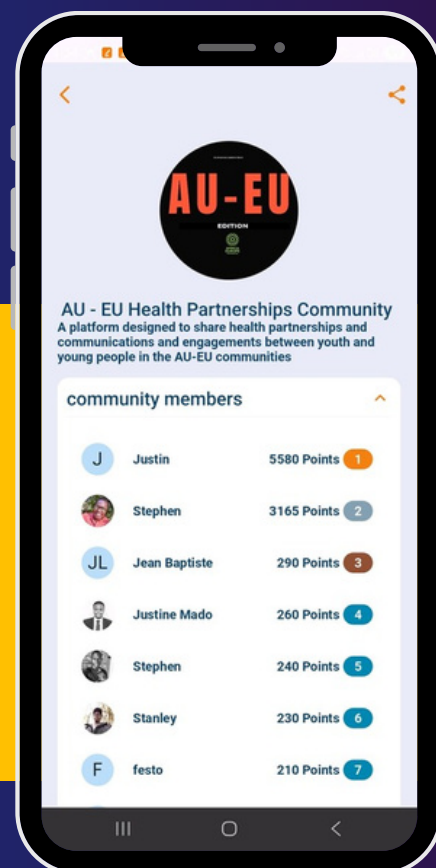 AU-EU
EDITION
AU - EU Health Partnerships Community
A platform designed to share health partnerships and
communications and engagements between youth and
young people in the AU-EU communities
community members
J Justin 5580 Points 1
Stephen 3165 Points 2
JL Jean Baptiste 290 Points 3
Justine Mado 260 Points 4
Stephen 240 Points 5
Stanley 230 Points 6
F festo 210 Points 7